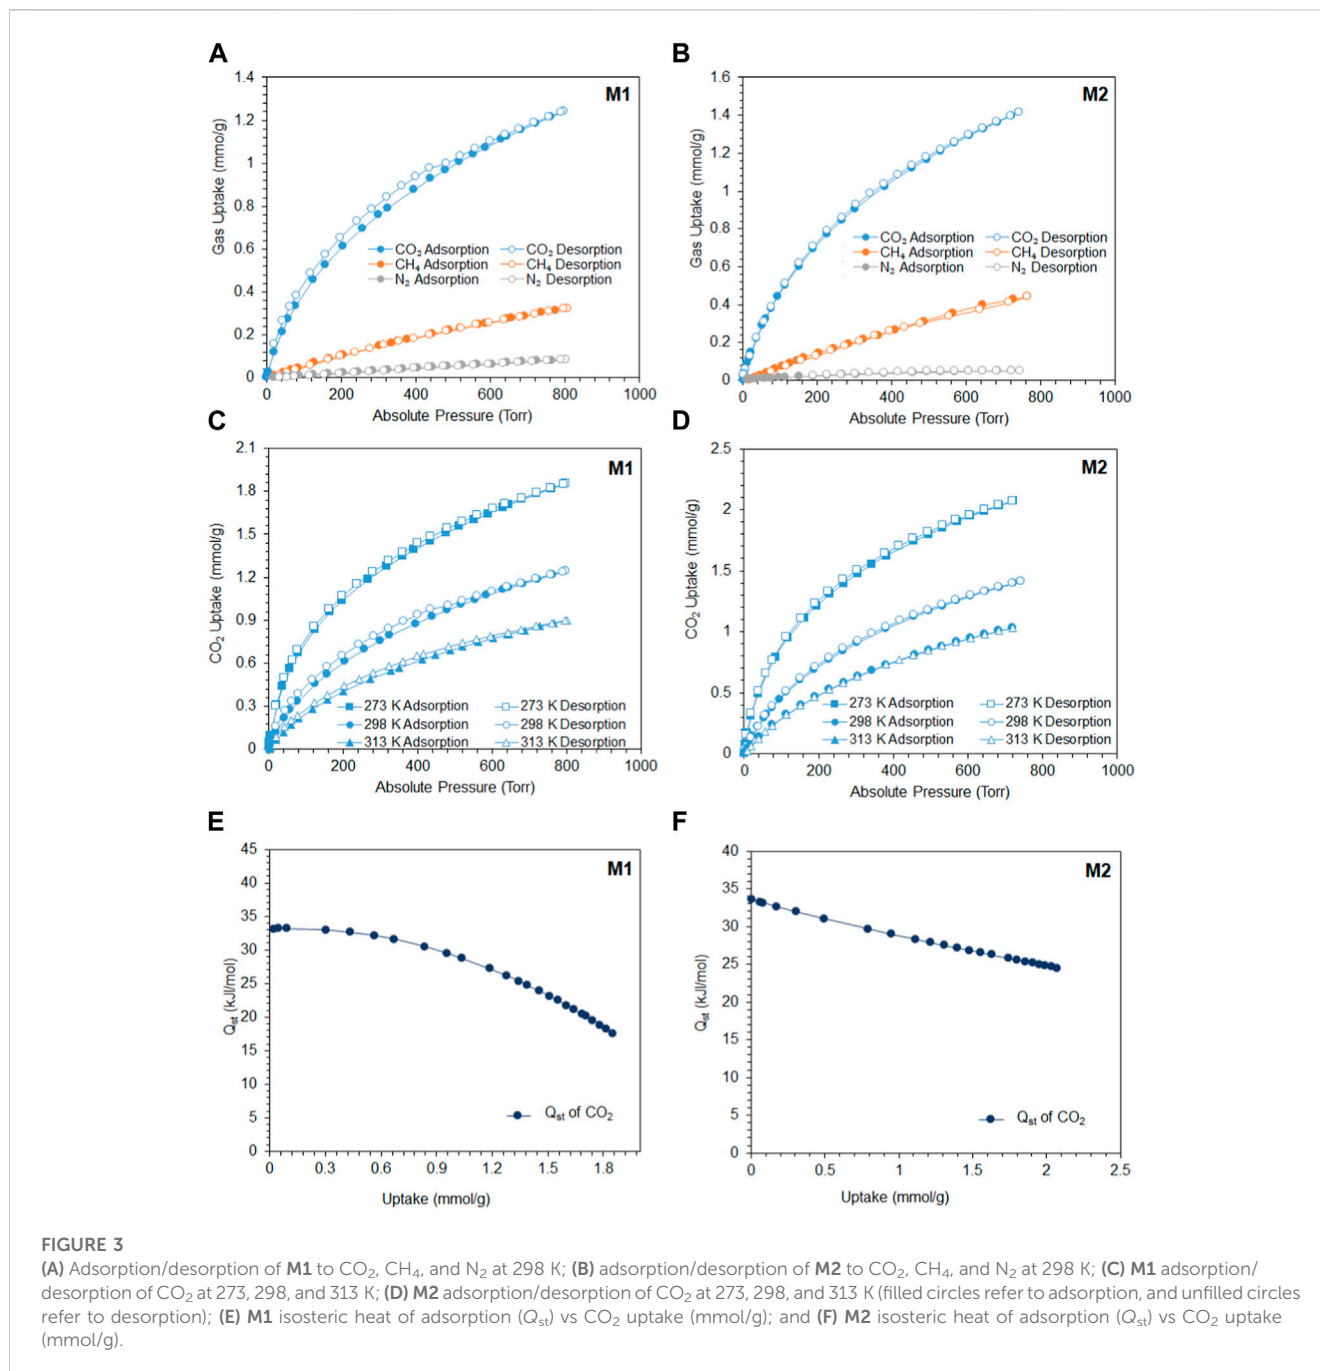 A
M1
Gas Uptake (mmo/g)
1.4
1.2
1
0.8
0.6
0.4
0.2
0
CO₂ Adsorption
CO₂ Desorption
CH₄ Adsorption
CH₄ Desorption
N₂ Adsorption
N₂ Desorption
0 200 400 600 800 1000
Absolute Pressure (Torr)
B
M2
Gas Uptake (mmol/g)
1.6
1.4
1.2
1
0.8
0.6
0.4
0.2
0
CO₂ Adsorption
CO₂ Desorption
CH₄ Adsorption
CH₄ Desorption
N₂ Adsorption
N₂ Desorption
0 200 400 600 800 1000
Absolute Pressure (Torr)
C
M1
CO₂ Uptake (mmol/g)
2.1
1.8
1.5
1.2
0.9
0.6
0.3
0
273 K Adsorption
273 K Desorption
298 K Adsorption
298 K Desorption
313 K Adsorption
313 K Desorption
0 200 400 600 800 1000
Absolute Pressure (Torr)
D
M2
CO₂ Uptake (mmol/g)
2.5
2
1.5
1
0.5
0
273 K Adsorption
273 K Desorption
298 K Adsorption
298 K Desorption
313 K Adsorption
313 K Desorption
0 200 400 600 800 1000
Absolute Pressure (Torr)
E
M1
Qst (kJl/mol)
45
40
35
30
25
20
15
10
5
0
Qst of CO₂
0 0.3 0.6 0.9 1.2 1.5 1.8
Uptake (mmol/g)
F
M2
Qst (kJl/mol)
40
35
30
25
20
15
10
5
0
Qst of CO₂
0 0.5 1 1.5 2 2.5
Uptake (mmol/g)
FIGURE 3
(A) Adsorption/desorption of M1 to CO₂, CH₄, and N₂ at 298 K; (B) adsorption/desorption of M2 to CO₂, CH₄, and N₂ at 298 K; (C) M1 adsorption/
desorption of CO₂ at 273, 298, and 313 K; (D) M2 adsorption/desorption of CO₂ at 273, 298, and 313 K (filled circles refer to adsorption, and unfilled circles
refer to desorption); (E) M1 isosteric heat of adsorption (Qst) vs CO₂ uptake (mmol/g); and (F) M2 isosteric heat of adsorption (Qst) vs CO₂ uptake
(mmol/g).